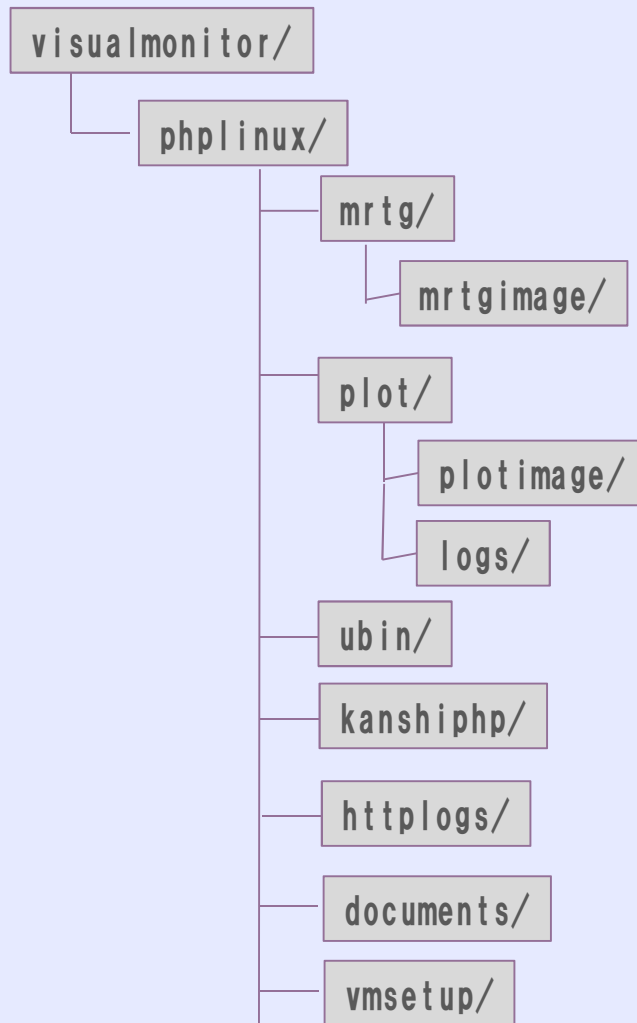 visualmonitor/
phplinux/
mrtg/
mrtgimage/
plot/
plotimage/
logs/
ubin/
kanshiphp/
httplogs/
documents/
vmsetup/